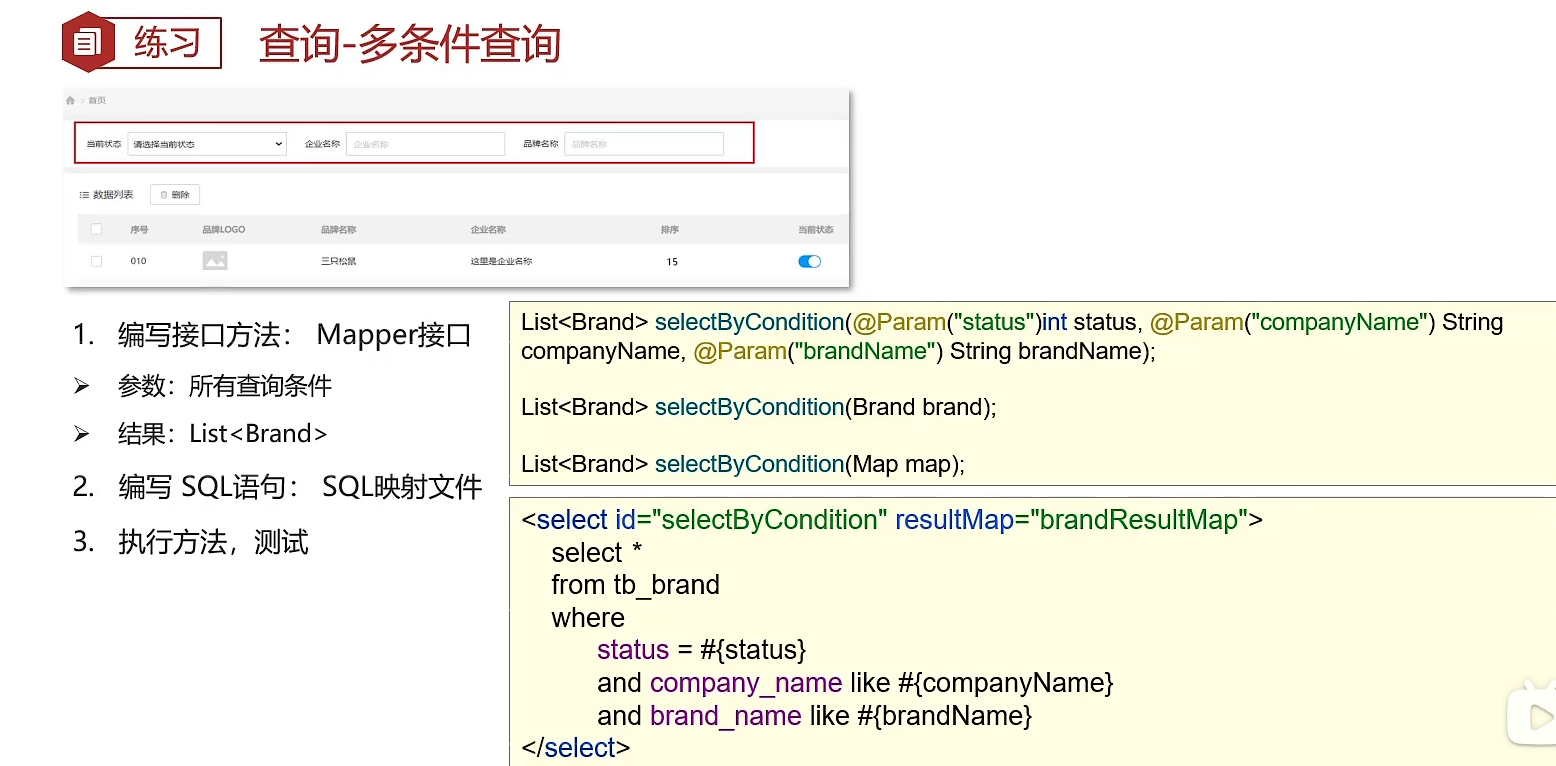 练习
查询-多条件查询
首页
当前状态 请选择当前状态 企业名称 企业名称 品牌名称 品牌名称
数据列表 删除
序号 品牌LOGO 品牌名称 企业名称 排序 当前状态
010 三只松鼠 这里是企业名称 15
1. 编写接口方法： Mapper接口
➢ 参数：所有查询条件
➢ 结果：List<Brand>
2. 编写 SQL语句： SQL映射文件
3. 执行方法，测试
List<Brand> selectByCondition(@Param("status")int status, @Param("companyName") String
companyName, @Param("brandName") String brandName);
List<Brand> selectByCondition(Brand brand);
List<Brand> selectByCondition(Map map);
<select id="selectByCondition" resultMap="brandResultMap">
select *
from tb_brand
where
status = #{status}
and company_name like #{companyName}
and brand_name like #{brandName}
</select>